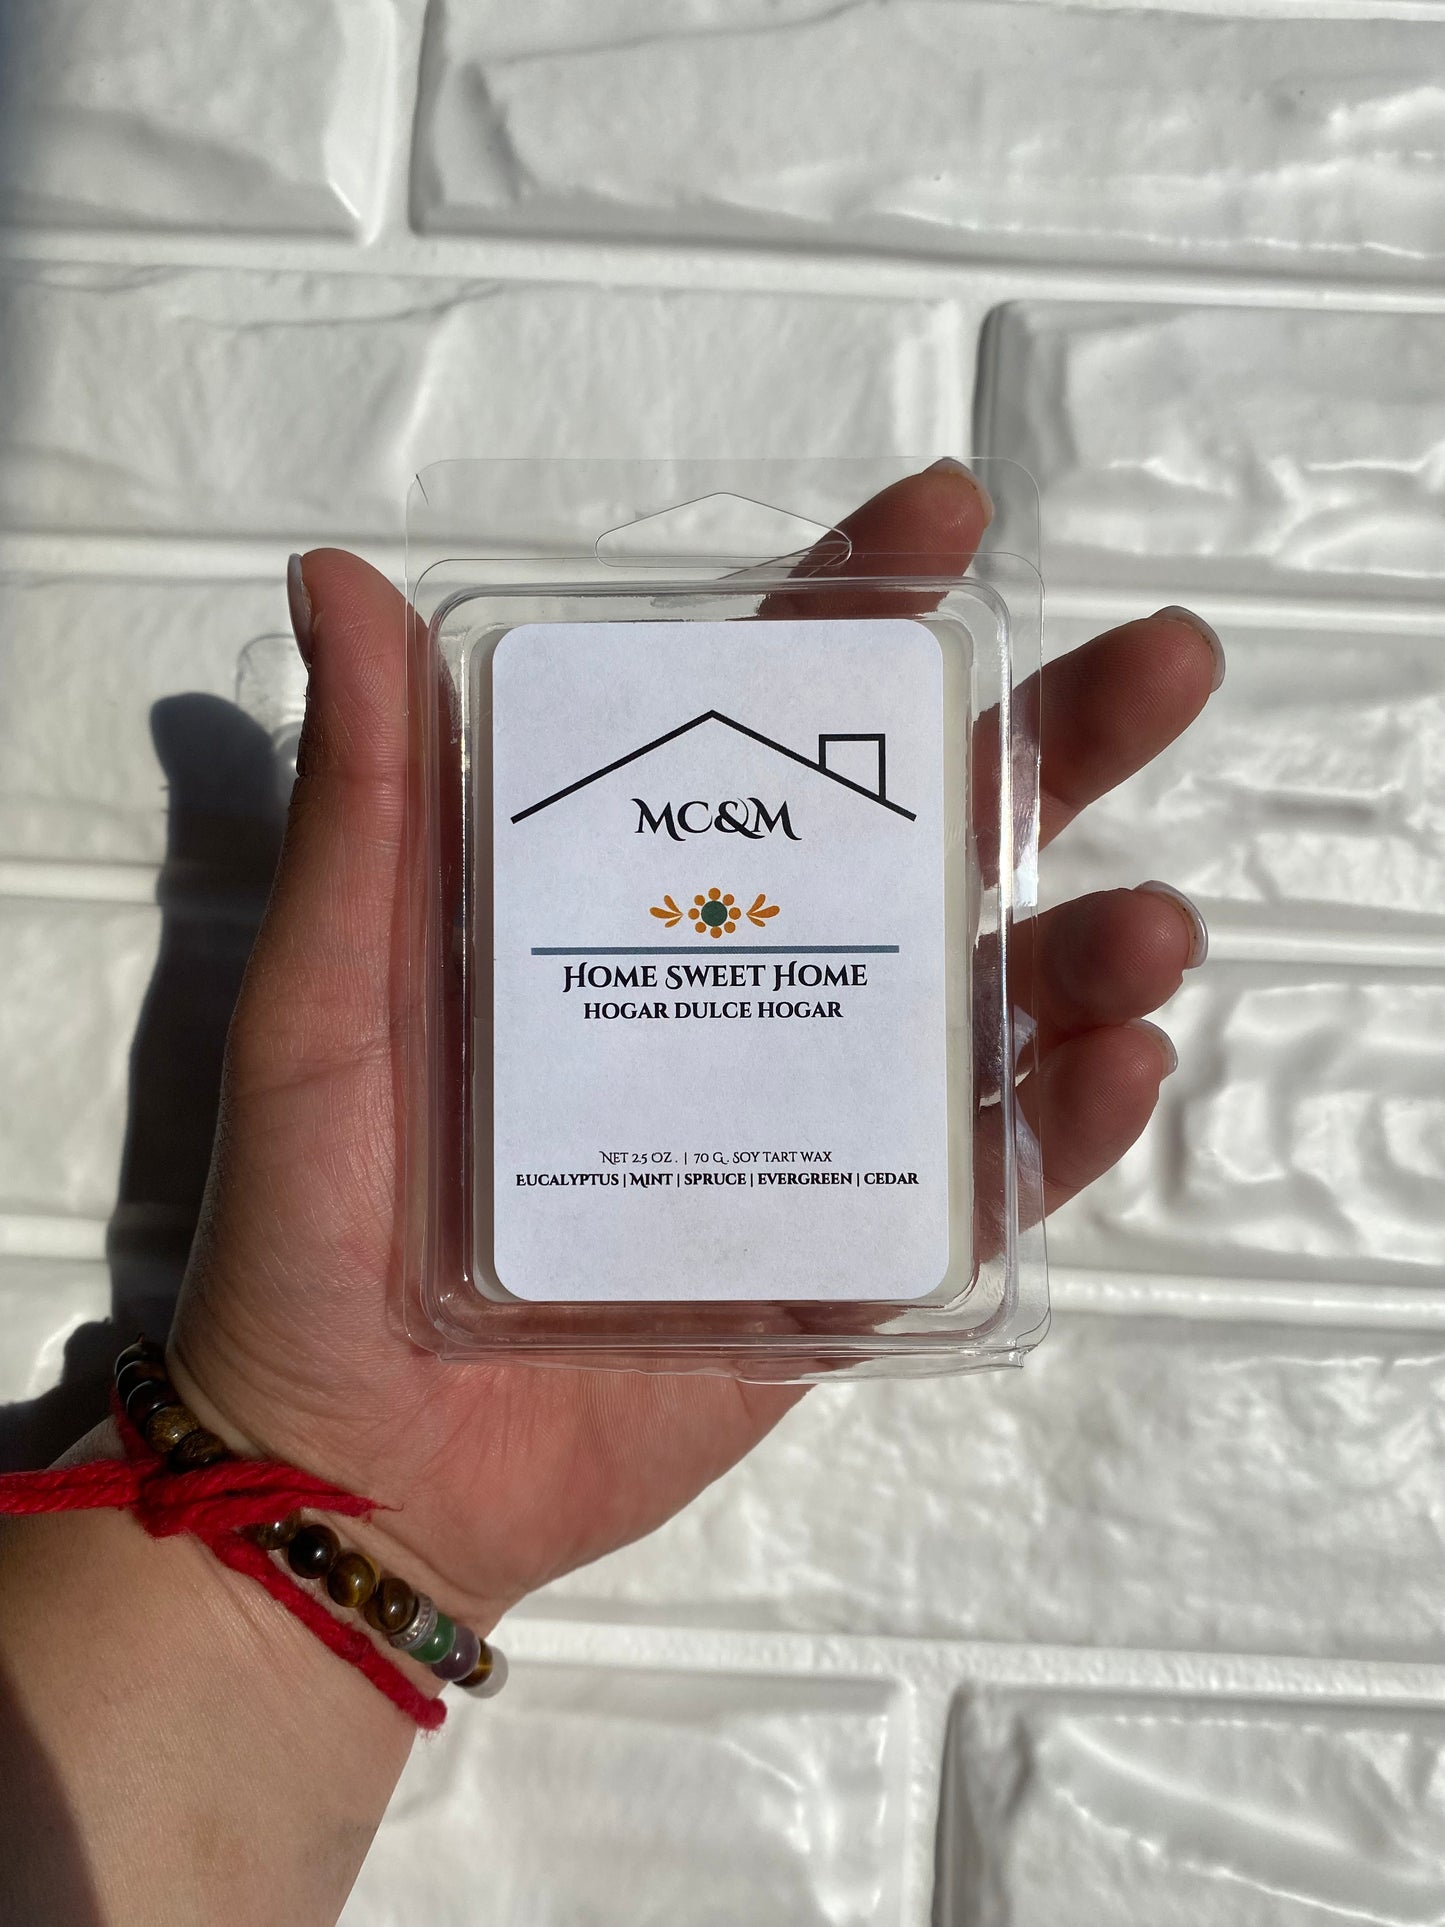 MC&M
Home Sweet Home
HOGAR DULCE HOGAR
Net 2.5 oz. | 70 G. Soy tart wax
Eucalyptus | Mint | Spruce | Evergreen | Cedar